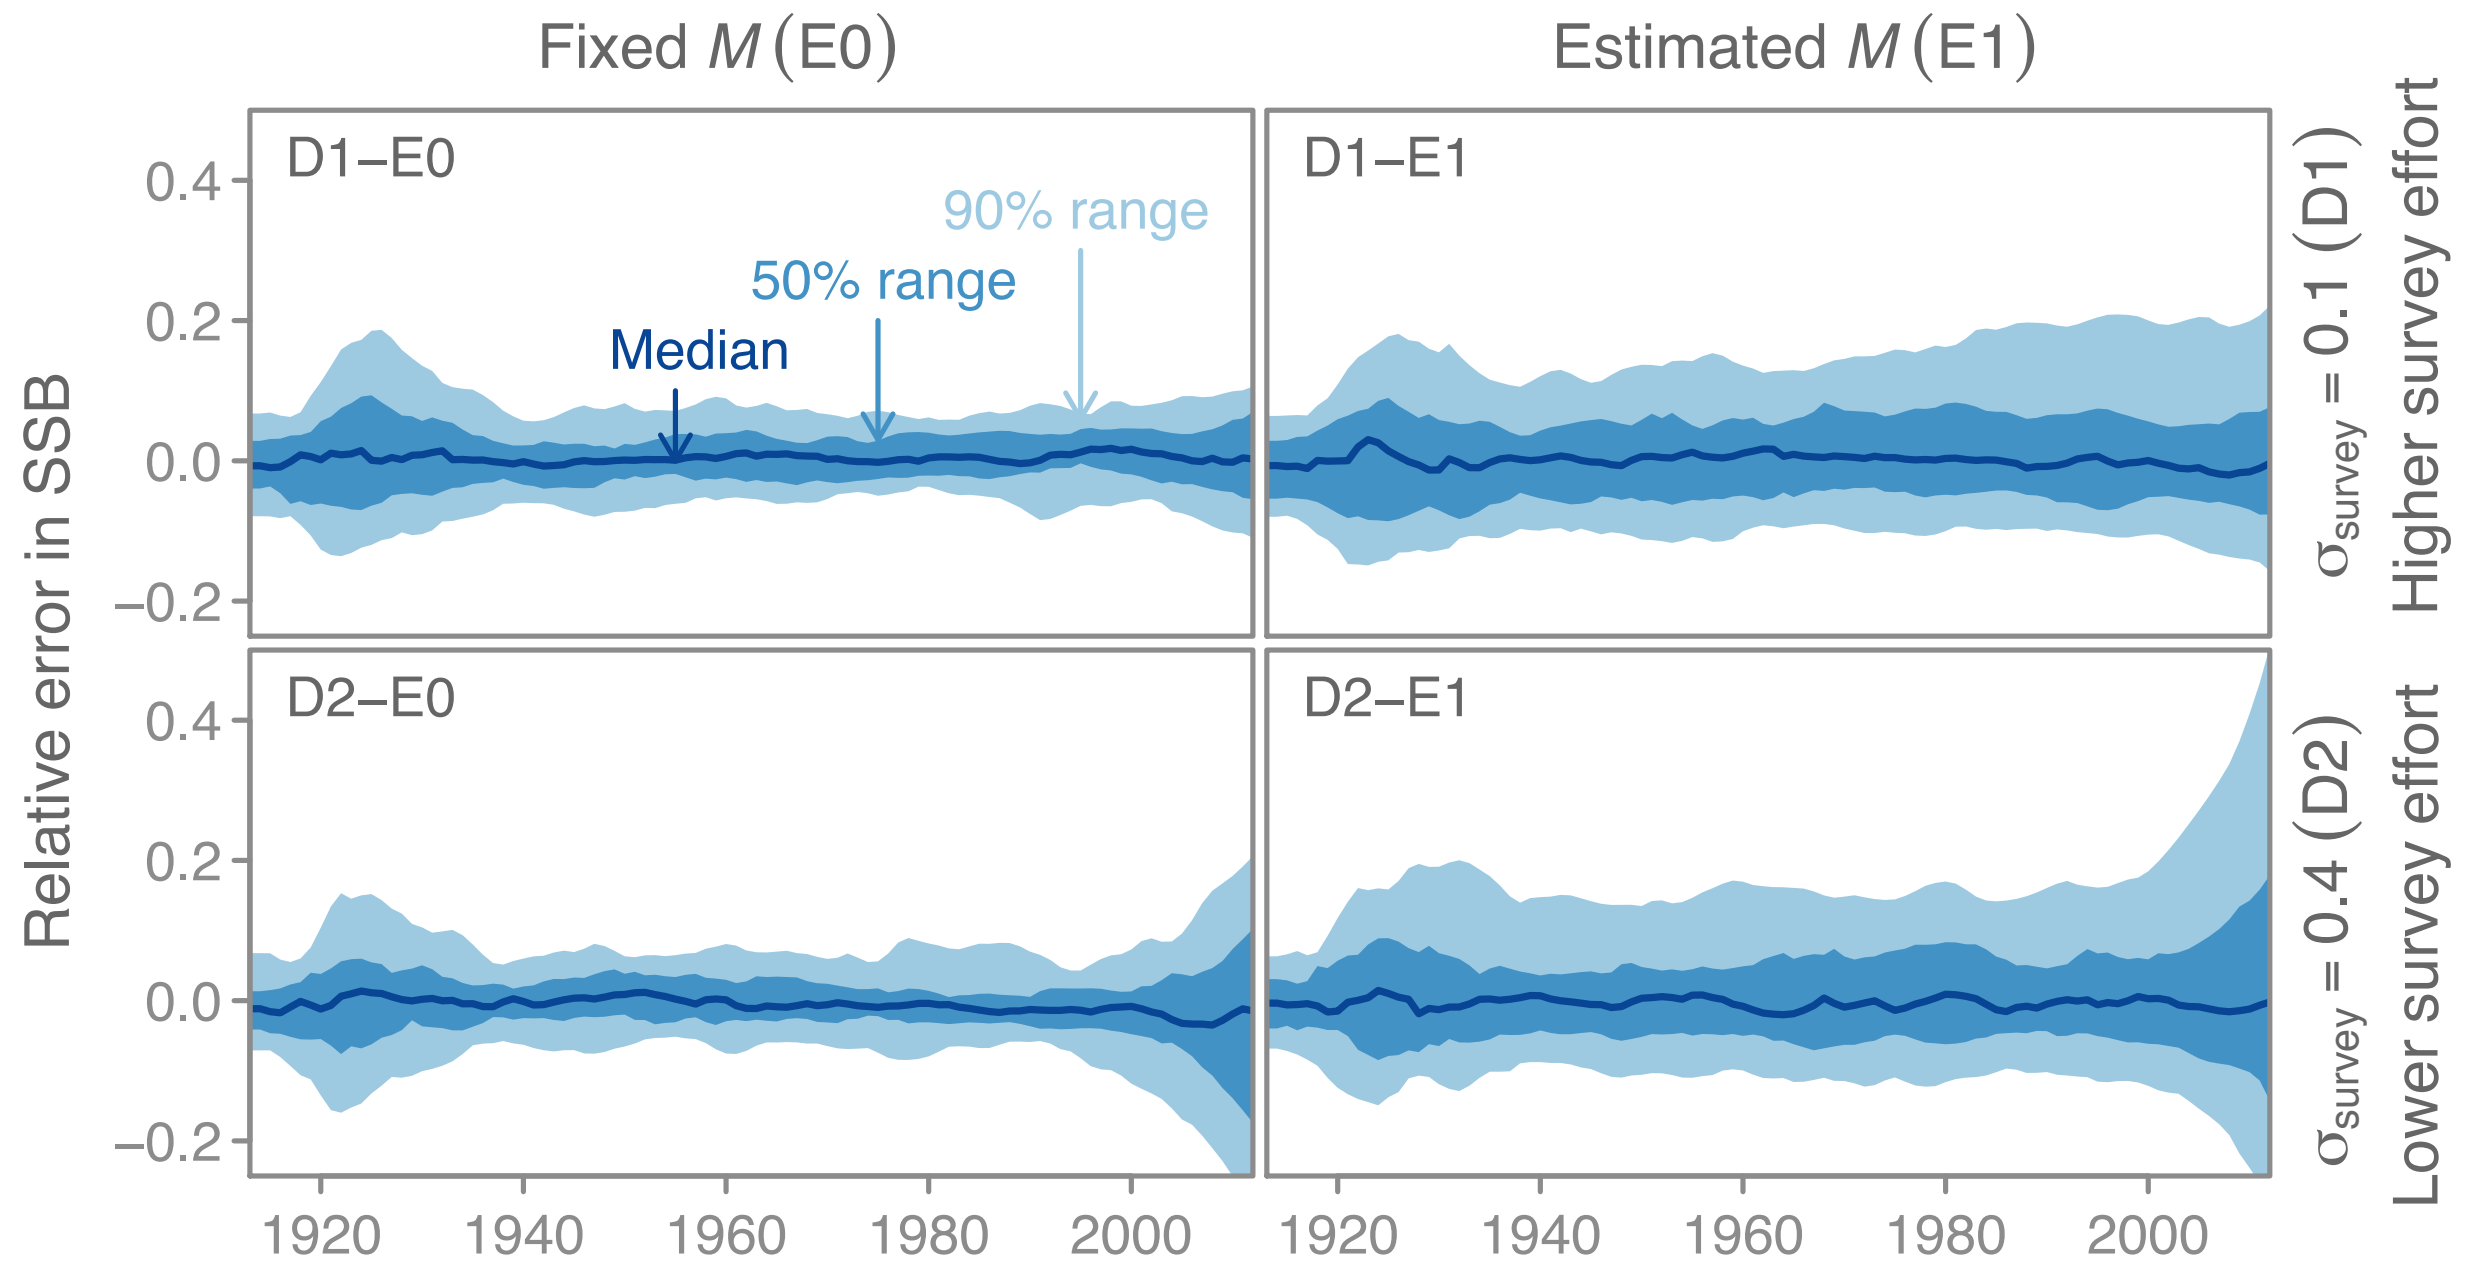 Fixed M (E0)
Estimated M (E1)
Relative error in SSB
D1−E0
0.4
0.2
0.0
−0.2
90% range
50% range
Median
D1−E1
σsurvey = 0.1 (D1)
Higher survey effort
D2−E0
0.4
0.2
0.0
−0.2
D2−E1
σsurvey = 0.4 (D2)
Lower survey effort
1920 1940 1960 1980 2000
1920 1940 1960 1980 2000